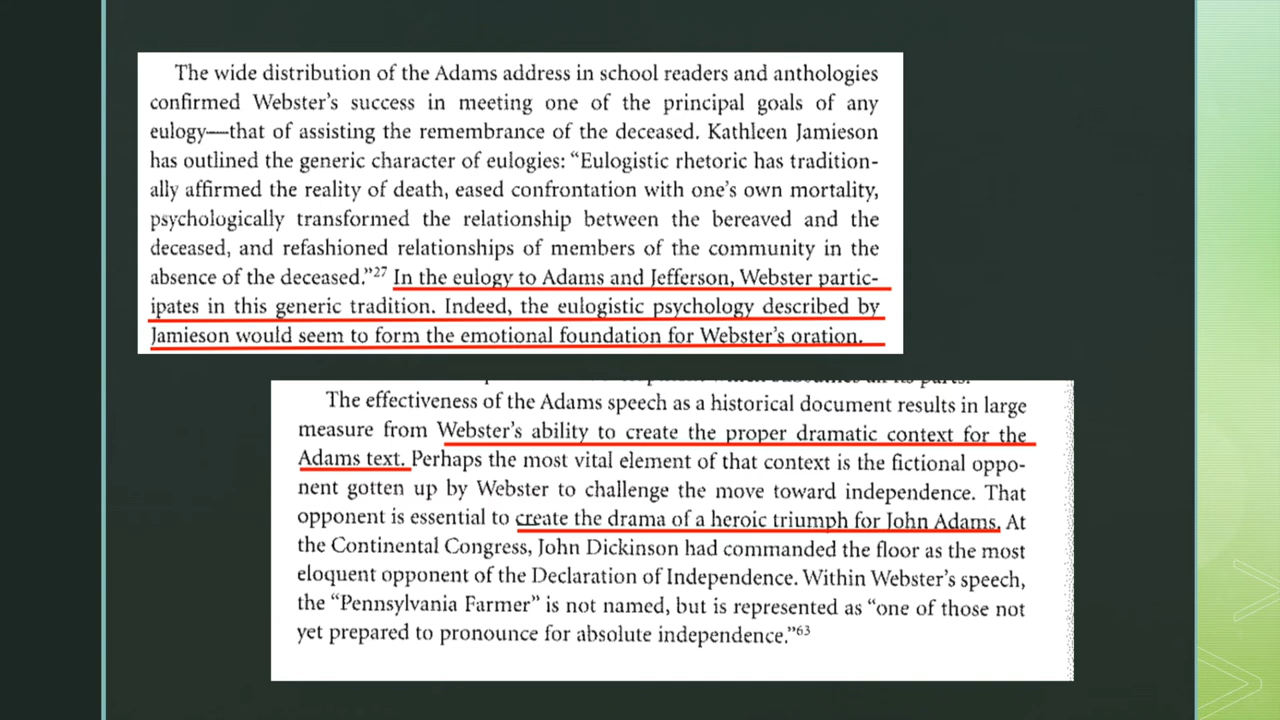 The wide distribution of the Adams address in school readers and anthologies
confirmed Webster's success in meeting one of the principal goals of any
eulogy—that of assisting the remembrance of the deceased. Kathleen Jamieson
has outlined the generic character of eulogies: “Eulogistic rhetoric has tradition-
ally affirmed the reality of death, eased confrontation with one's own mortality,
psychologically transformed the relationship between the bereaved and the
deceased, and refashioned relationships of members of the community in the
absence of the deceased.”27 In the eulogy to Adams and Jefferson, Webster partic-
ipates in this generic tradition. Indeed, the eulogistic psychology described by
Jamieson would seem to form the emotional foundation for Webster's oration.
all its parts.
The effectiveness of the Adams speech as a historical document results in large
measure from Webster's ability to create the proper dramatic context for the
Adams text. Perhaps the most vital element of that context is the fictional oppo-
nent gotten up by Webster to challenge the move toward independence. That
opponent is essential to create the drama of a heroic triumph for John Adams. At
the Continental Congress, John Dickinson had commanded the floor as the most
eloquent opponent of the Declaration of Independence. Within Webster's speech,
the “Pennsylvania Farmer” is not named, but is represented as “one of those not
yet prepared to pronounce for absolute independence.”63